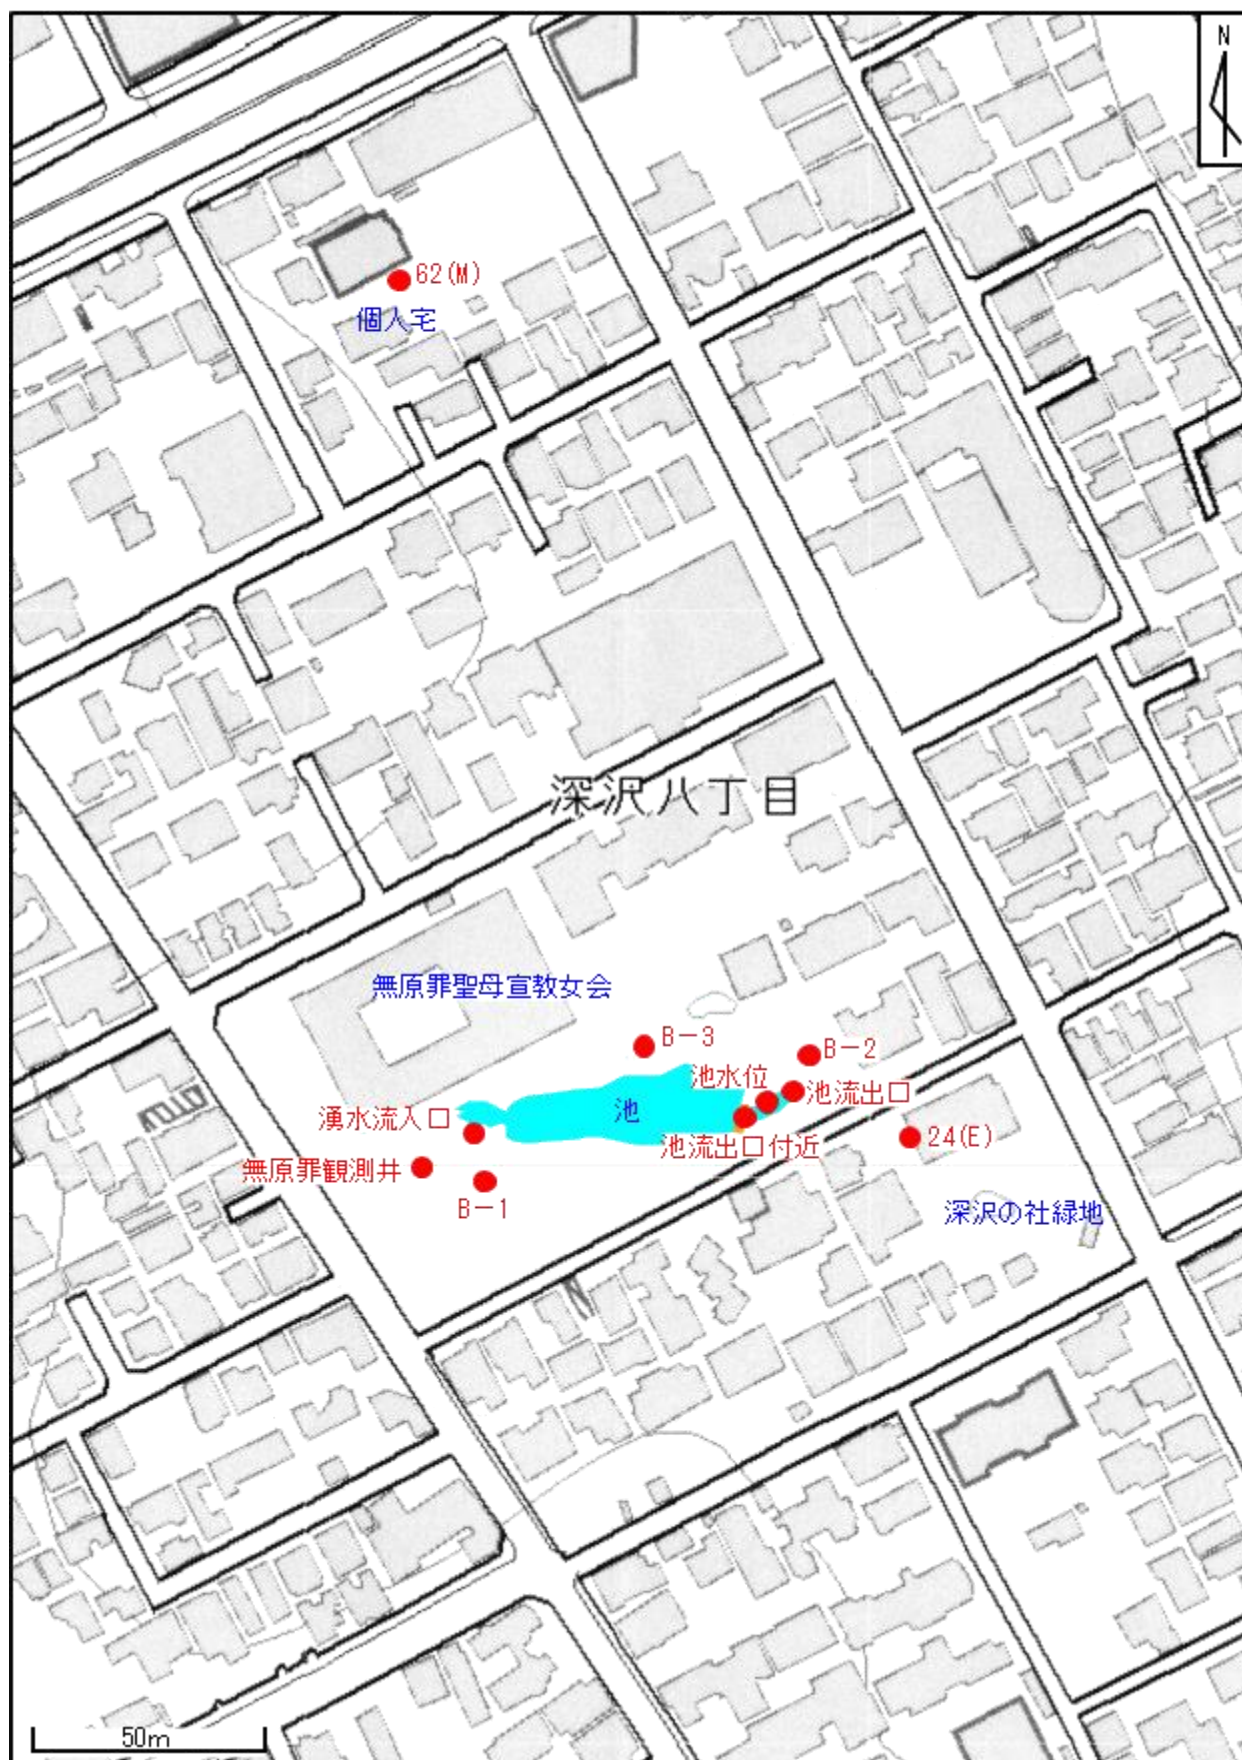 N
62(M)
個人宅
深沢八丁目
無原罪聖母宣教女会
B－3
B－2
池水位
池流出口
池
湧水流入口
24(E)
池流出口付近
無原罪観測井
B－1
深沢の社緑地
50m